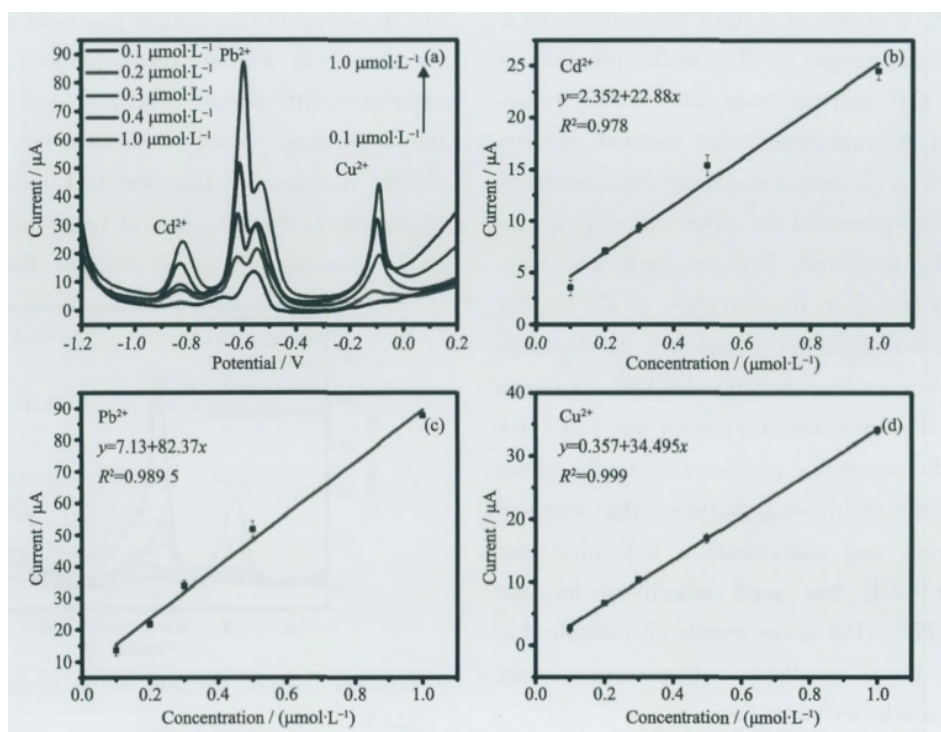 90
80
70
60
50
40
30
20
10
0
Current / μA
0.1 μmol·L⁻¹
0.2 μmol·L⁻¹
0.3 μmol·L⁻¹
0.4 μmol·L⁻¹
1.0 μmol·L⁻¹
Pb²⁺
(a)
1.0 μmol·L⁻¹
0.1 μmol·L⁻¹
Cu²⁺
Cd²⁺
-1.2 -1.0 -0.8 -0.6 -0.4 -0.2 0.0 0.2
Potential / V
25
20
15
10
5
0
Current / μA
Cd²⁺
(b)
y=2.352+22.88x
R²=0.978
0.0 0.2 0.4 0.6 0.8 1.0
Concentration / (μmol·L⁻¹)
90
80
70
60
50
40
30
20
10
Current / μA
Pb²⁺
(c)
y=7.13+82.37x
R²=0.989 5
0.0 0.2 0.4 0.6 0.8 1.0
Concentration / (μmol·L⁻¹)
40
30
20
10
0
Current / μA
Cu²⁺
(d)
y=0.357+34.495x
R²=0.999
0.0 0.2 0.4 0.6 0.8 1.0
Concentration / (μmol·L⁻¹)